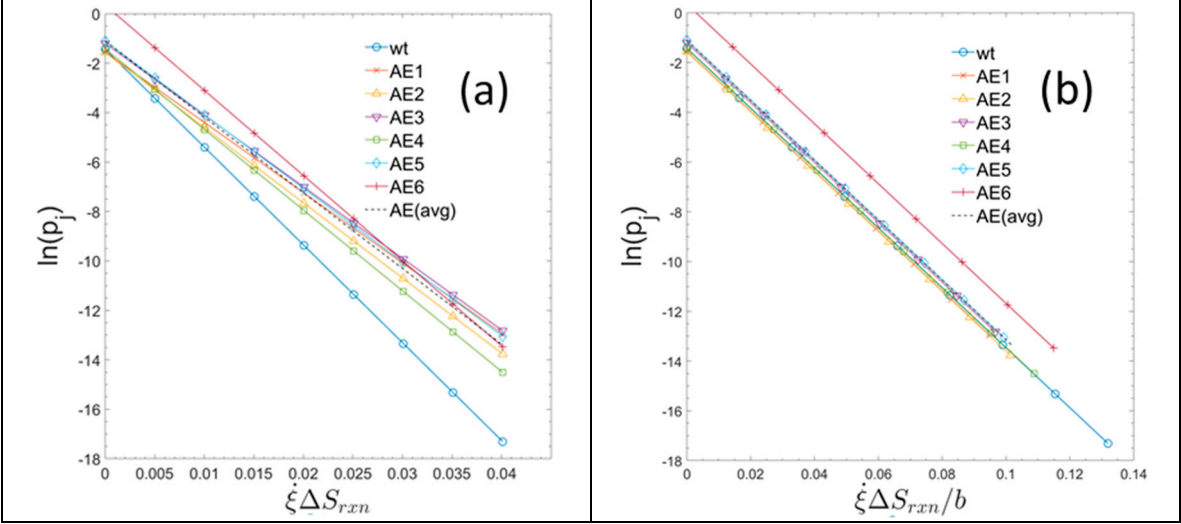 0
-2
-4
-6
-8
-10
-12
-14
-16
-18
ln(p_j)
0 0.005 0.01 0.015 0.02 0.025 0.03 0.035 0.04
ξ̇ΔS_rxn
wt
AE1
AE2
AE3
AE4
AE5
AE6
AE(avg)
(a)
0
-2
-4
-6
-8
-10
-12
-14
-16
-18
ln(p_j)
0 0.02 0.04 0.06 0.08 0.1 0.12 0.14
ξ̇ΔS_rxn/b
wt
AE1
AE2
AE3
AE4
AE5
AE6
AE(avg)
(b)